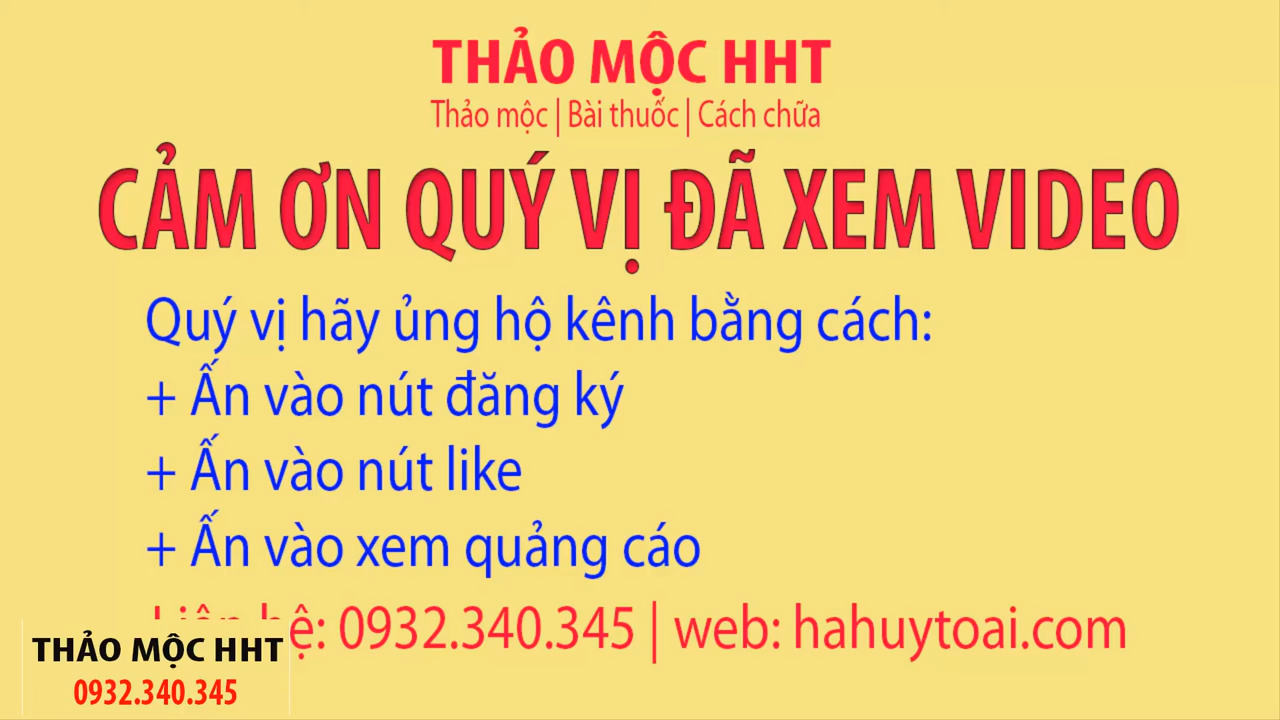 THẢO MỘC HHT
Thảo mộc | Bài thuốc | Cách chữa
CẢM ƠN QUÝ VỊ ĐÃ XEM VIDEO
Quý vị hãy ủng hộ kênh bằng cách:
+ Ấn vào nút đăng ký
+ Ấn vào nút like
+ Ấn vào xem quảng cáo
Liên hệ: 0932.340.345 | web: hahuytoai.com
THẢO MỘC HHT
0932.340.345